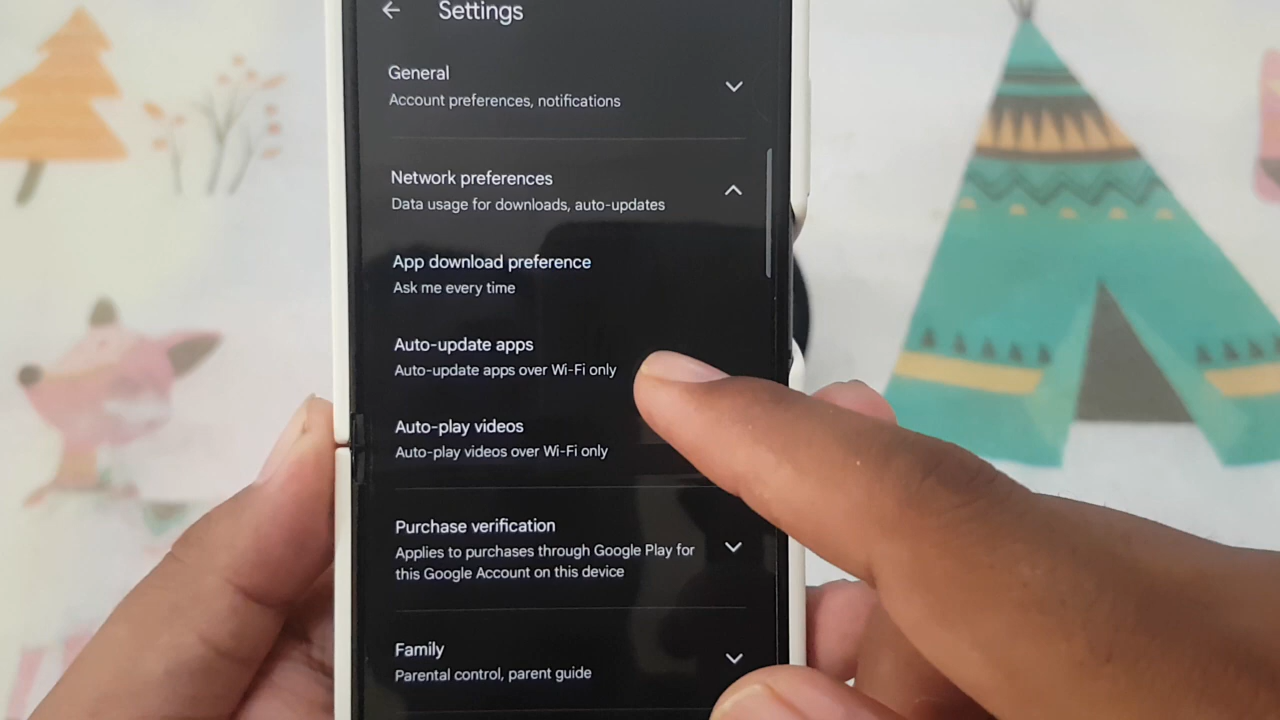 Settings
General
Account preferences, notifications
Network preferences
Data usage for downloads, auto-updates
App download preference
Ask me every time
Auto-update apps
Auto-update apps over Wi-Fi only
Auto-play videos
Auto-play videos over Wi-Fi only
Purchase verification
Applies to purchases through Google Play for
this Google Account on this device
Family
Parental control, parent guide